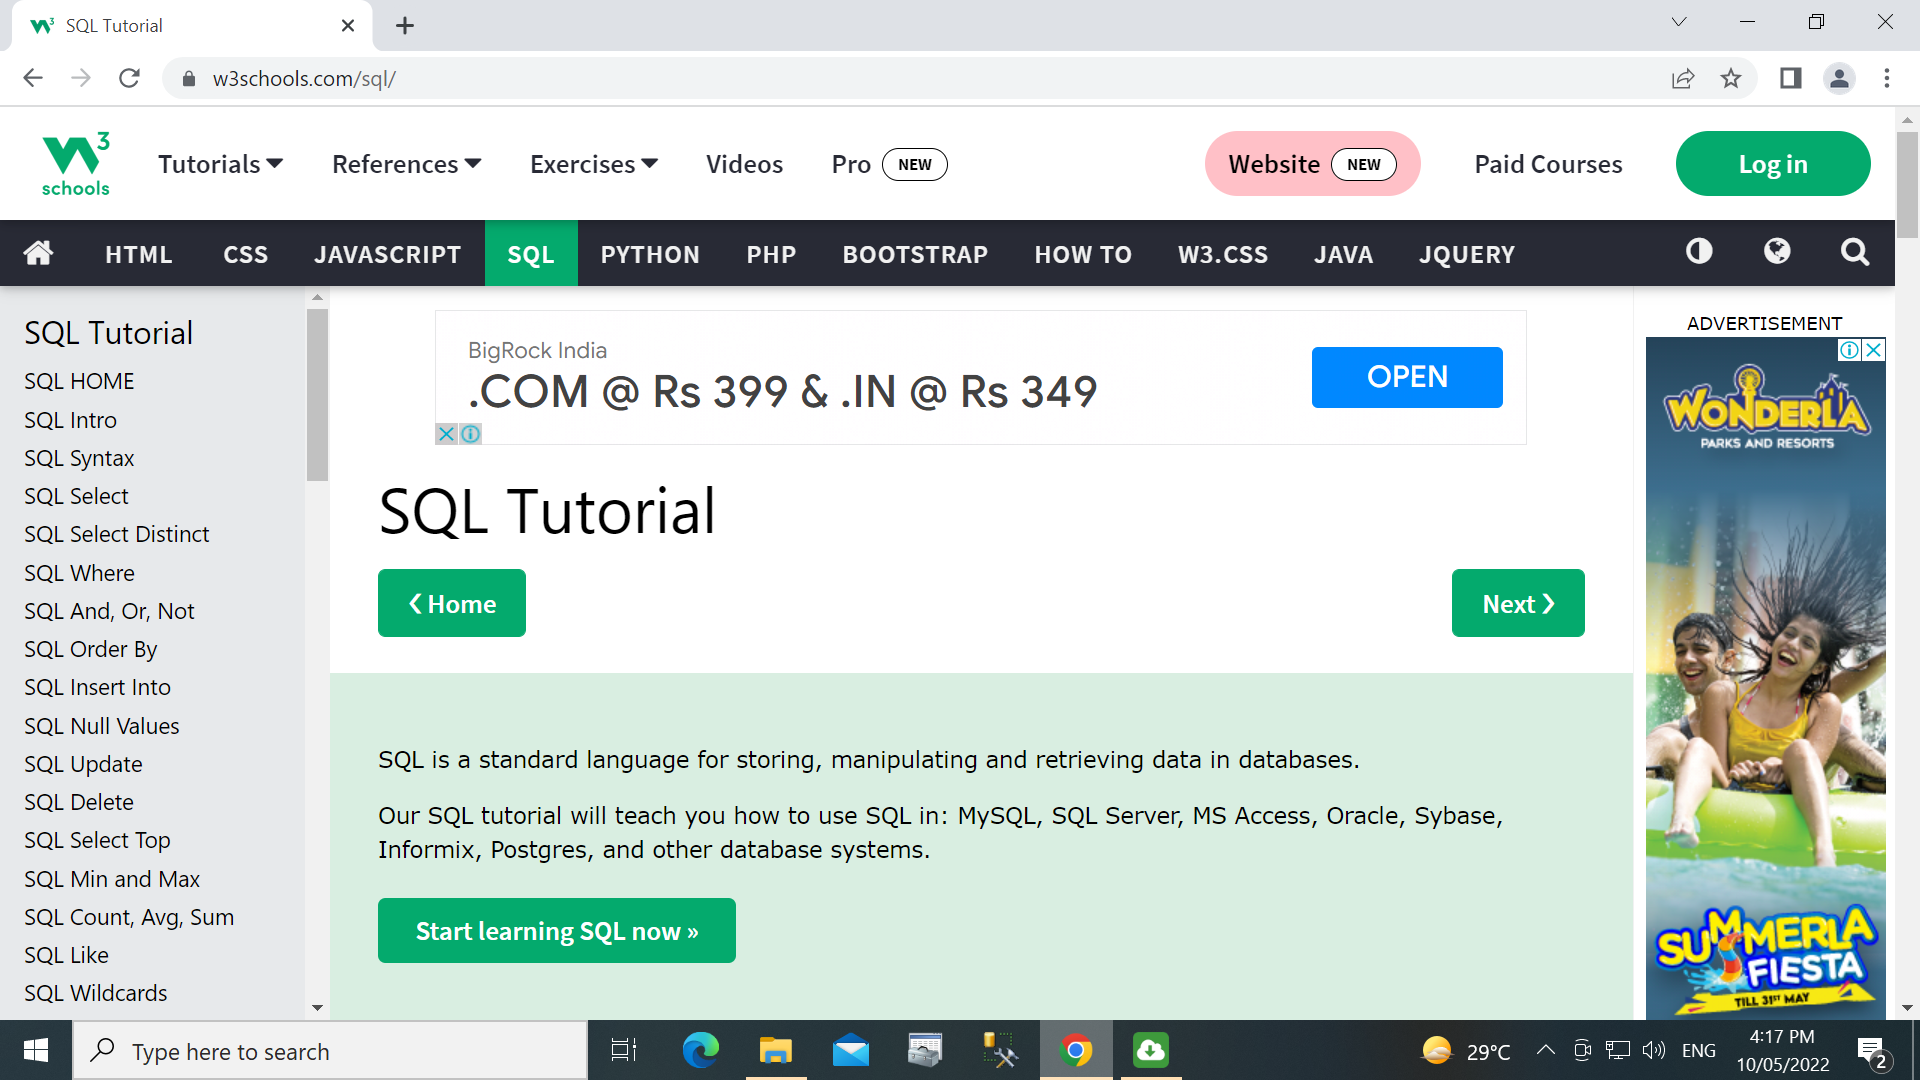 SQL Tutorial
w3schools.com/sql/
3
schools
Tutorials
References
Exercises
Videos
Pro NEW
Website NEW
Paid Courses
Log in
HTML
CSS
JAVASCRIPT
SQL
PYTHON
PHP
BOOTSTRAP
HOW TO
W3.CSS
JAVA
JQUERY
SQL Tutorial
SQL HOME
SQL Intro
SQL Syntax
SQL Select
SQL Select Distinct
SQL Where
SQL And, Or, Not
SQL Order By
SQL Insert Into
SQL Null Values
SQL Update
SQL Delete
SQL Select Top
SQL Min and Max
SQL Count, Avg, Sum
SQL Like
SQL Wildcards
BigRock India
.COM @ Rs 399 & .IN @ Rs 349
OPEN
SQL Tutorial
❮ Home
Next ❯
SQL is a standard language for storing, manipulating and retrieving data in databases.
Our SQL tutorial will teach you how to use SQL in: MySQL, SQL Server, MS Access, Oracle, Sybase,
Informix, Postgres, and other database systems.
Start learning SQL now »
ADVERTISEMENT
WONDERLA
PARKS AND RESORTS
SUMMERLA
FIESTA
TILL 31ST MAY
Type here to search
29°C
ENG
4:17 PM
10/05/2022
2